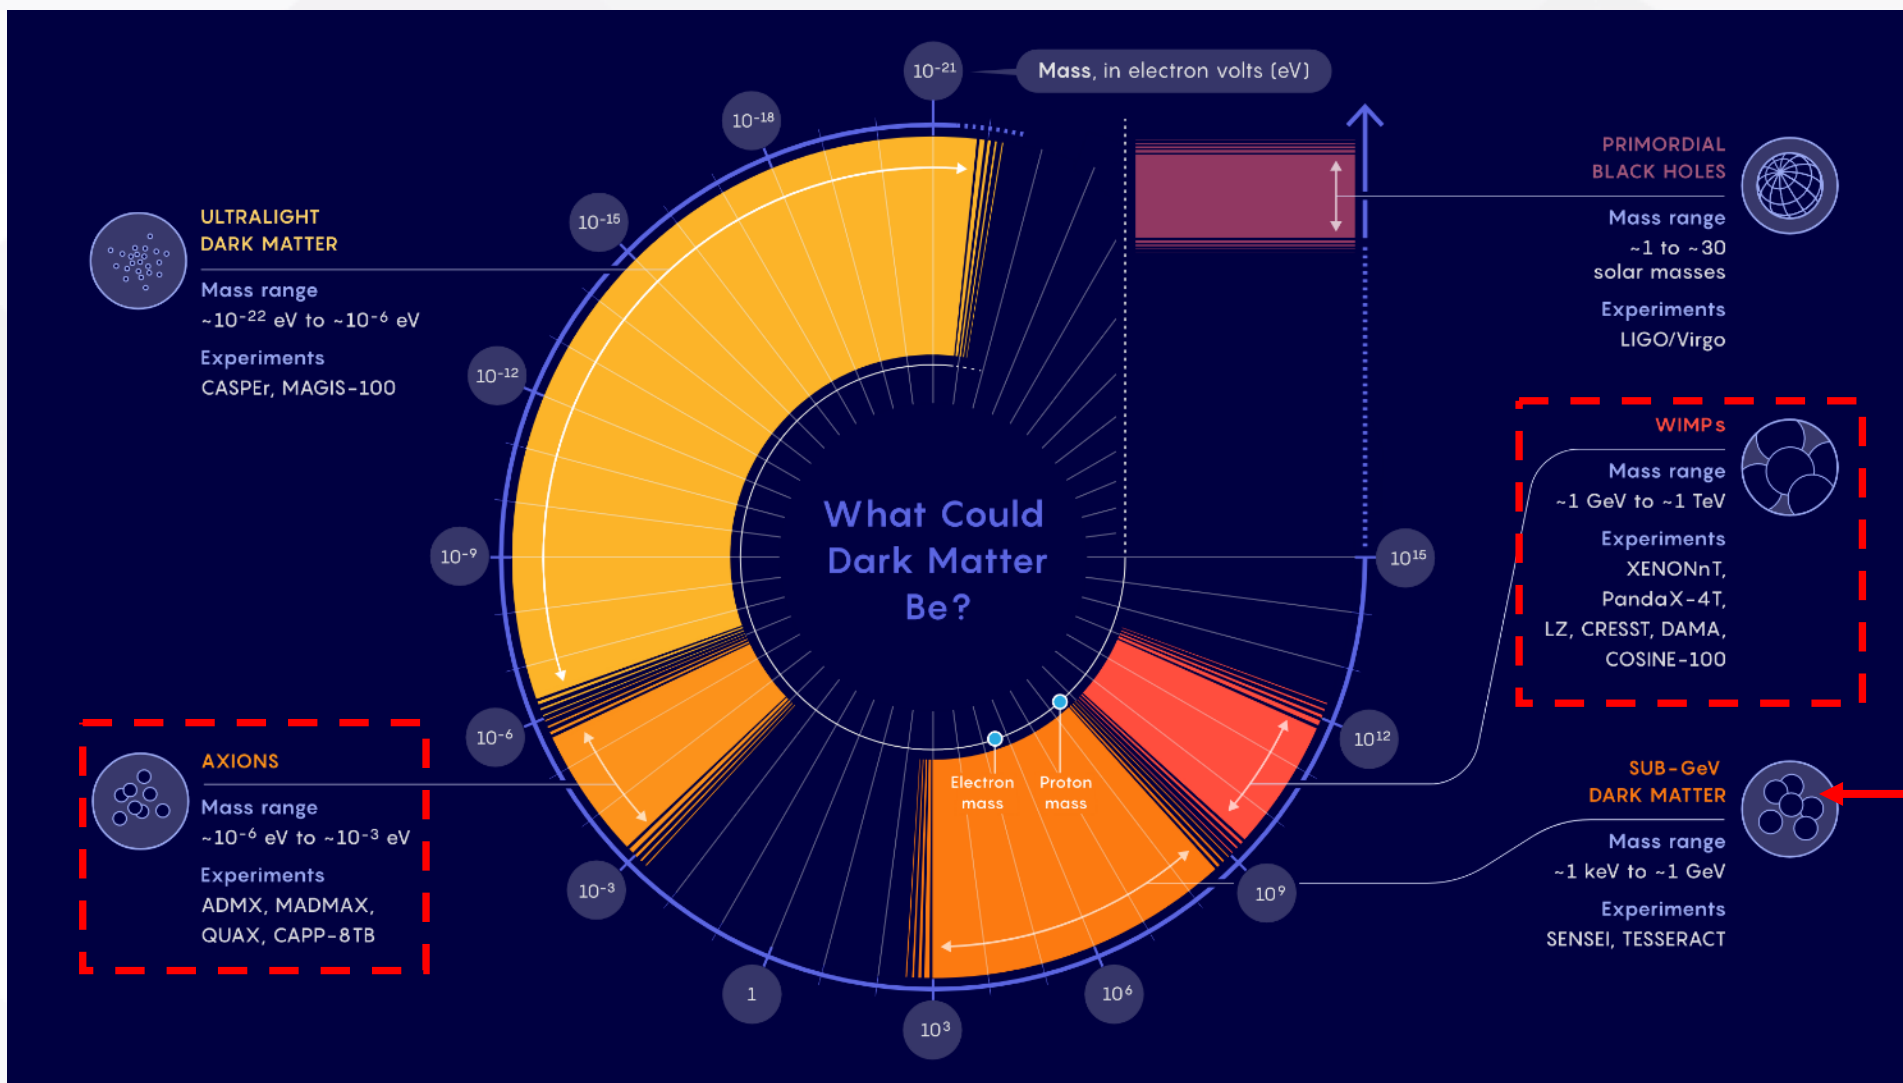 10⁻²¹
Mass, in electron volts (eV)
10⁻¹⁸
10⁻¹⁵
10⁻¹²
10⁻⁹
10⁻⁶
10⁻³
1
10³
10⁶
10⁹
10¹²
10¹⁵
What Could
Dark Matter
Be?
Electron
mass
Proton
mass
ULTRALIGHT
DARK MATTER
Mass range
~10⁻²² eV to ~10⁻⁶ eV
Experiments
CASPEr, MAGIS-100
AXIONS
Mass range
~10⁻⁶ eV to ~10⁻³ eV
Experiments
ADMX, MADMAX,
QUAX, CAPP-8TB
PRIMORDIAL
BLACK HOLES
Mass range
~1 to ~30
solar masses
Experiments
LIGO/Virgo
WIMPs
Mass range
~1 GeV to ~1 TeV
Experiments
XENONnT,
PandaX-4T,
LZ, CRESST, DAMA,
COSINE-100
SUB-GeV
DARK MATTER
Mass range
~1 keV to ~1 GeV
Experiments
SENSEI, TESSERACT